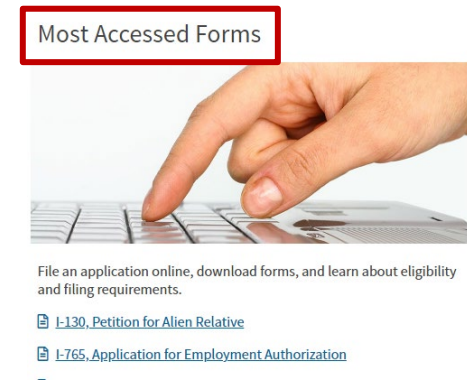 Most Accessed Forms
File an application online, download forms, and learn about eligibility
and filing requirements.
I-130, Petition for Alien Relative
I-765, Application for Employment Authorization